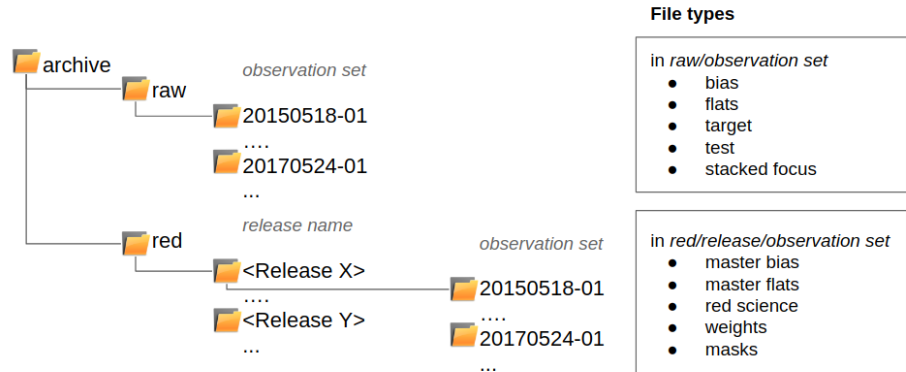 File types
archive
raw
observation set
20150518-01
....
20170524-01
...
red
release name
<Release X>
....
<Release Y>
...
observation set
20150518-01
....
20170524-01
...
in raw/observation set
● bias
● flats
● target
● test
● stacked focus
in red/release/observation set
● master bias
● master flats
● red science
● weights
● masks